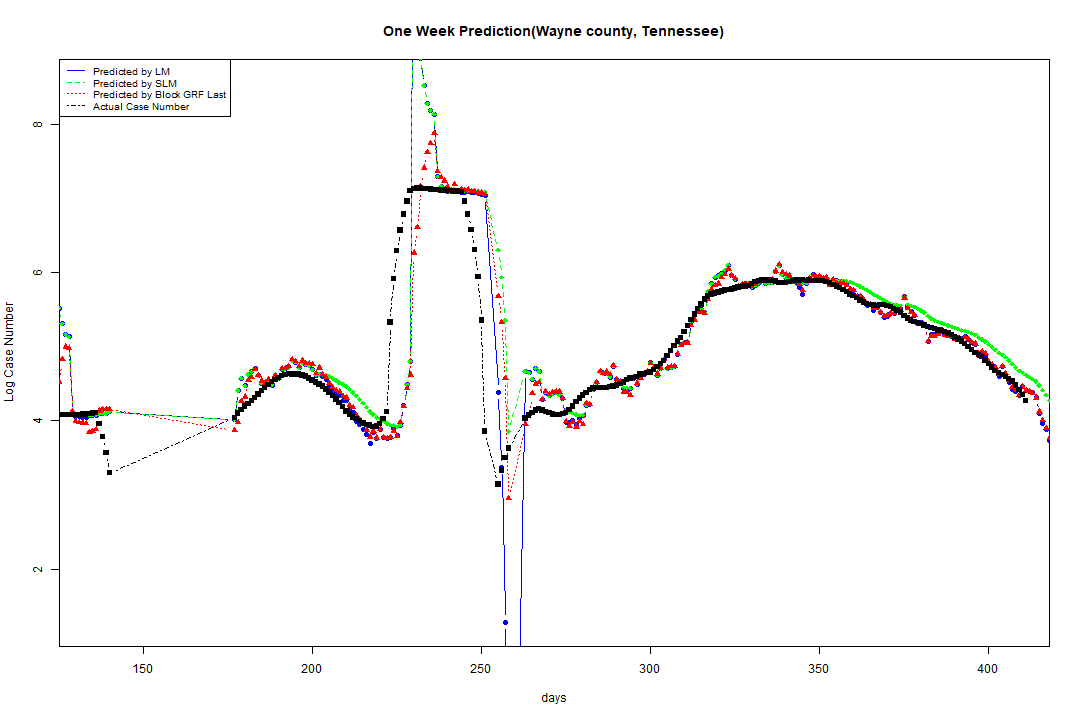 One Week Prediction(Wayne county, Tennessee)
Predicted by LM
Predicted by SLM
Predicted by Block GRF Last
Actual Case Number
Log Case Number
8
6
4
2
150 200 250 300 350 400
days